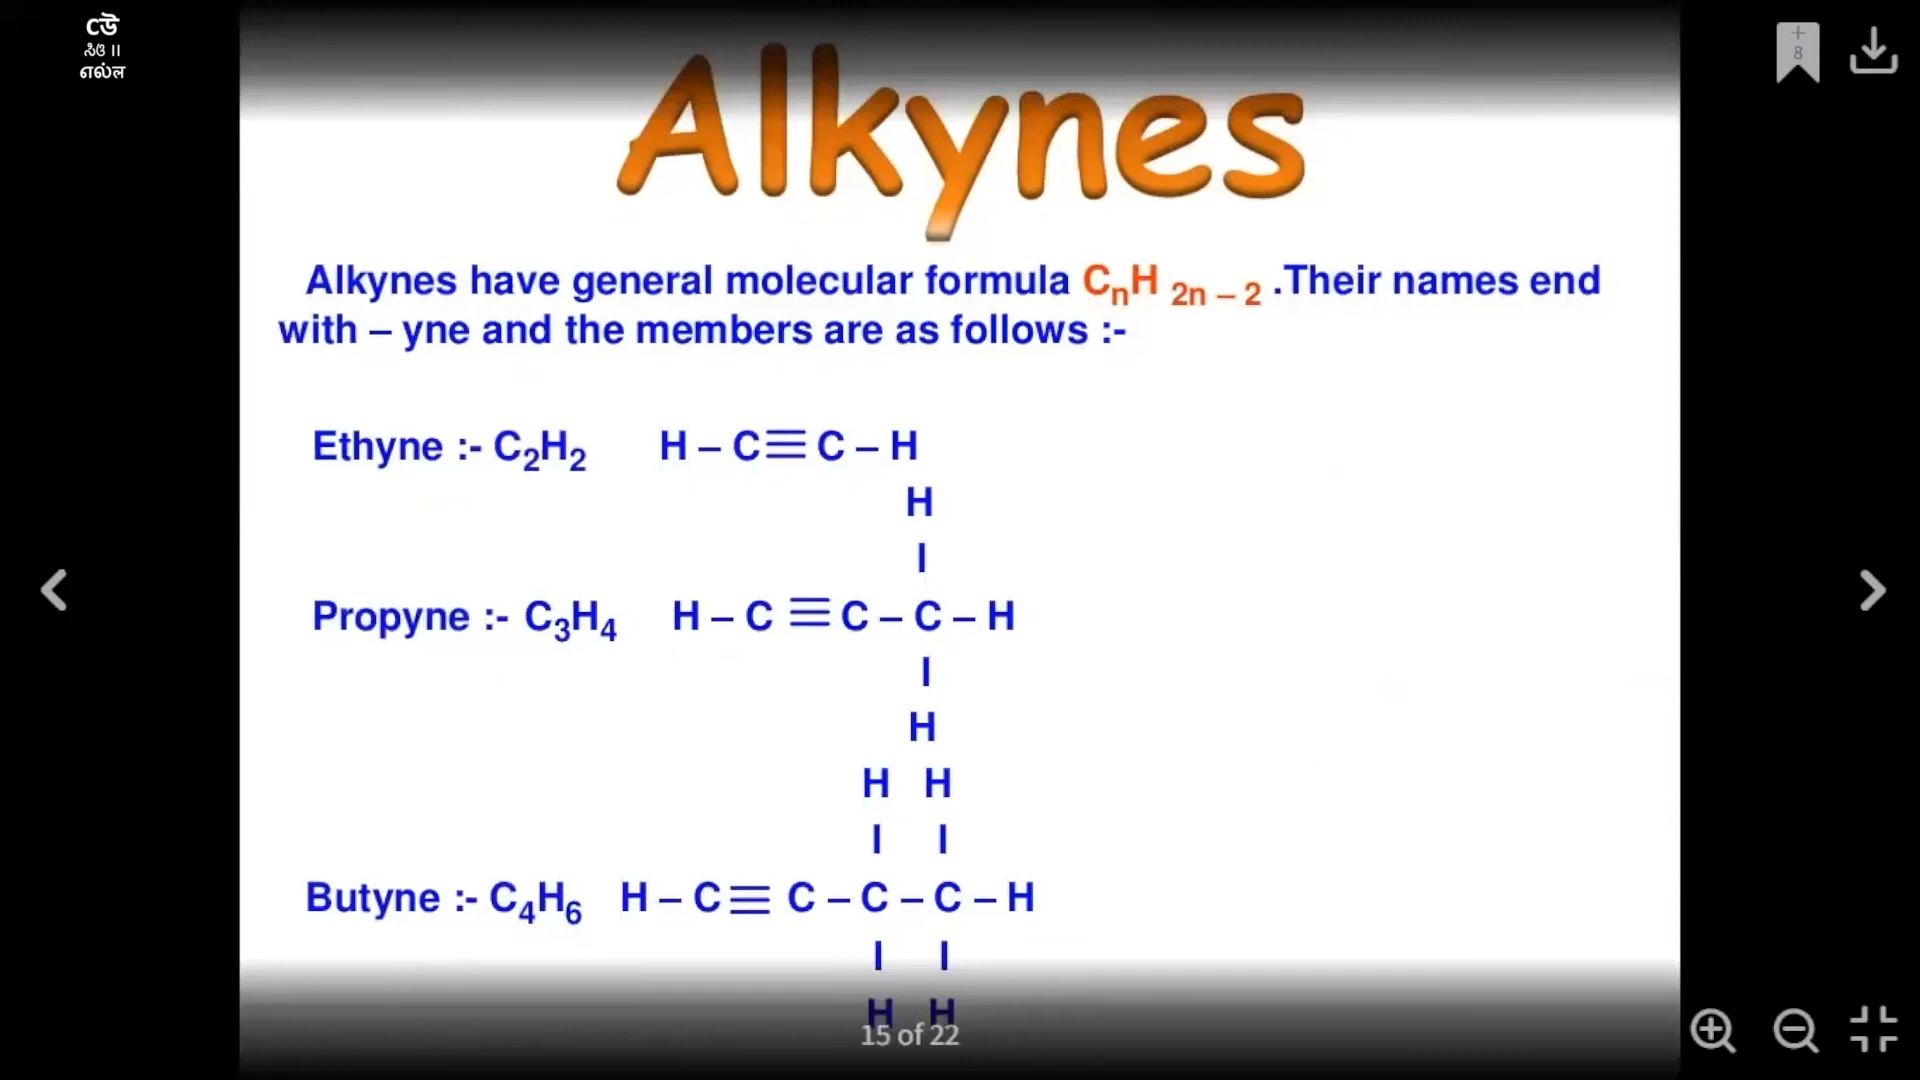 Alkynes
Alkynes have general molecular formula CₙH ₂ₙ ₋ ₂ .Their names end
with – yne and the members are as follows :-
Ethyne :- C₂H₂ H – C≡C – H
H
I
Propyne :- C₃H₄ H – C ≡C – C – H
I
H
H H
I I
Butyne :- C₄H₆ H – C≡ C – C – C – H
I I
H H
15 of 22
+
8